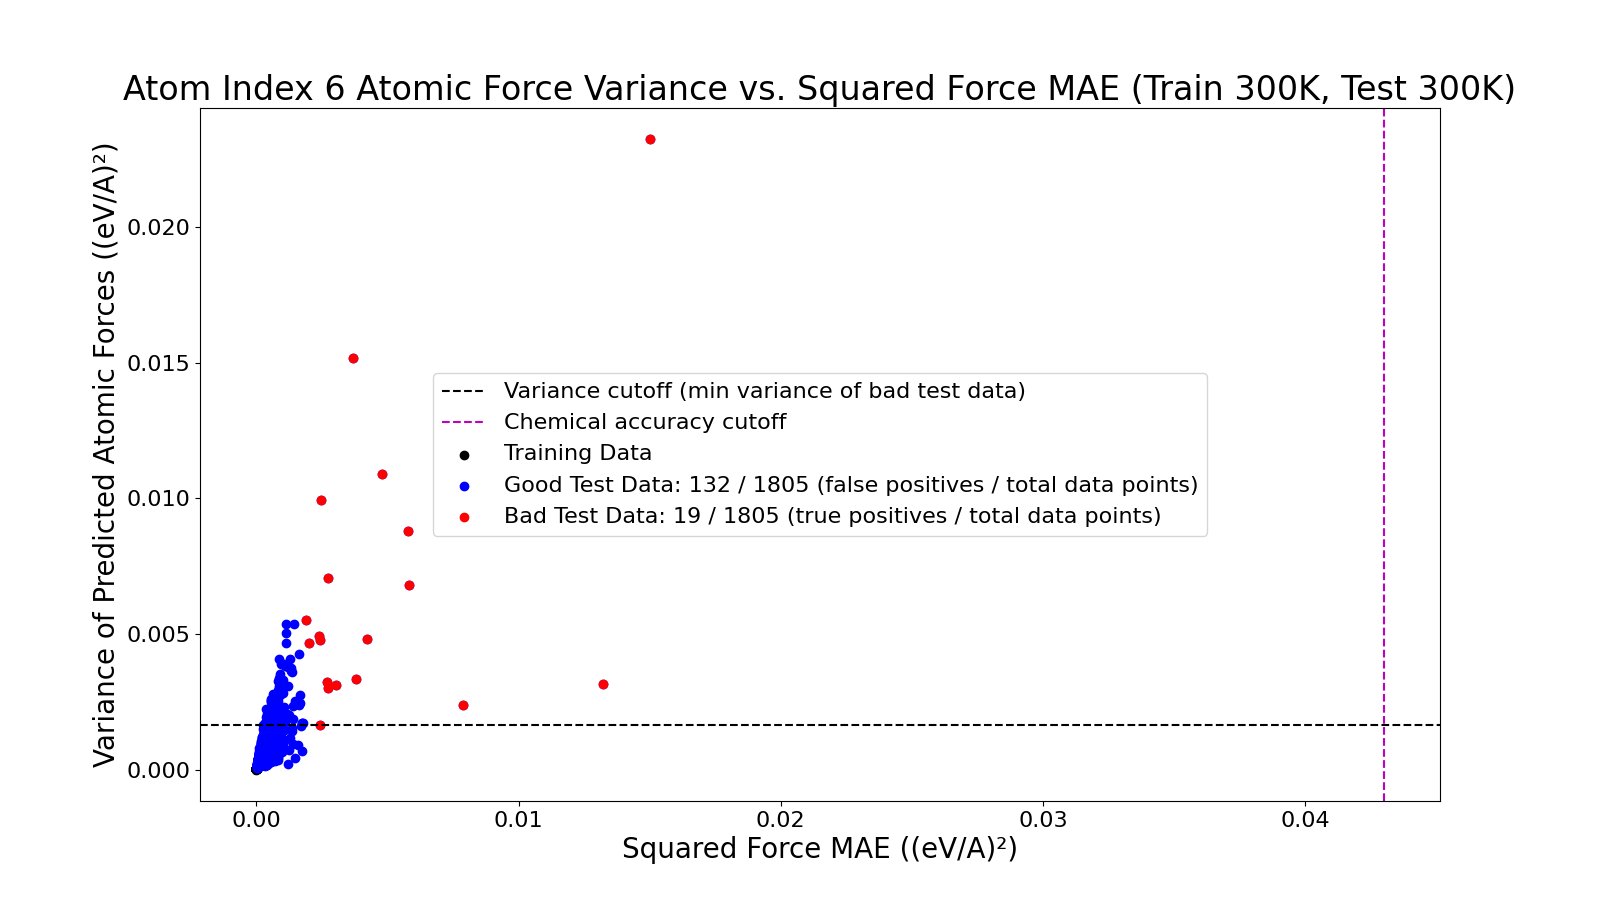 Atom Index 6 Atomic Force Variance vs. Squared Force MAE (Train 300K, Test 300K)
Variance of Predicted Atomic Forces ((eV/A)²)
0.020
0.015
0.010
0.005
0.000
Variance cutoff (min variance of bad test data)
Chemical accuracy cutoff
Training Data
Good Test Data: 132 / 1805 (false positives / total data points)
Bad Test Data: 19 / 1805 (true positives / total data points)
0.00 0.01 0.02 0.03 0.04
Squared Force MAE ((eV/A)²)